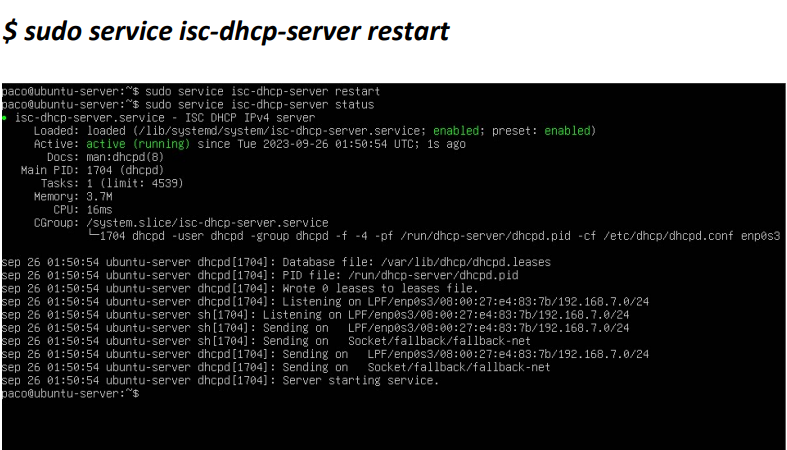 $ sudo service isc-dhcp-server restart
paco@ubuntu-server:~$ sudo service isc-dhcp-server restart
paco@ubuntu-server:~$ sudo service isc-dhcp-server status
● isc-dhcp-server.service - ISC DHCP IPv4 server
Loaded: loaded (/lib/systemd/system/isc-dhcp-server.service; enabled; preset: enabled)
Active: active (running) since Tue 2023-09-26 01:50:54 UTC; 1s ago
Docs: man:dhcpd(8)
Main PID: 1704 (dhcpd)
Tasks: 1 (limit: 4539)
Memory: 3.7M
CPU: 16ms
CGroup: /system.slice/isc-dhcp-server.service
└─1704 dhcpd -user dhcpd -group dhcpd -f -4 -pf /run/dhcp-server/dhcpd.pid -cf /etc/dhcp/dhcpd.conf enp0s3
sep 26 01:50:54 ubuntu-server dhcpd[1704]: Database file: /var/lib/dhcp/dhcpd.leases
sep 26 01:50:54 ubuntu-server dhcpd[1704]: PID file: /run/dhcp-server/dhcpd.pid
sep 26 01:50:54 ubuntu-server dhcpd[1704]: Wrote 0 leases to leases file.
sep 26 01:50:54 ubuntu-server dhcpd[1704]: Listening on LPF/enp0s3/08:00:27:e4:83:7b/192.168.7.0/24
sep 26 01:50:54 ubuntu-server sh[1704]: Listening on LPF/enp0s3/08:00:27:e4:83:7b/192.168.7.0/24
sep 26 01:50:54 ubuntu-server sh[1704]: Sending on   LPF/enp0s3/08:00:27:e4:83:7b/192.168.7.0/24
sep 26 01:50:54 ubuntu-server sh[1704]: Sending on   Socket/fallback/fallback-net
sep 26 01:50:54 ubuntu-server dhcpd[1704]: Sending on   LPF/enp0s3/08:00:27:e4:83:7b/192.168.7.0/24
sep 26 01:50:54 ubuntu-server dhcpd[1704]: Sending on   Socket/fallback/fallback-net
sep 26 01:50:54 ubuntu-server dhcpd[1704]: Server starting service.
paco@ubuntu-server:~$